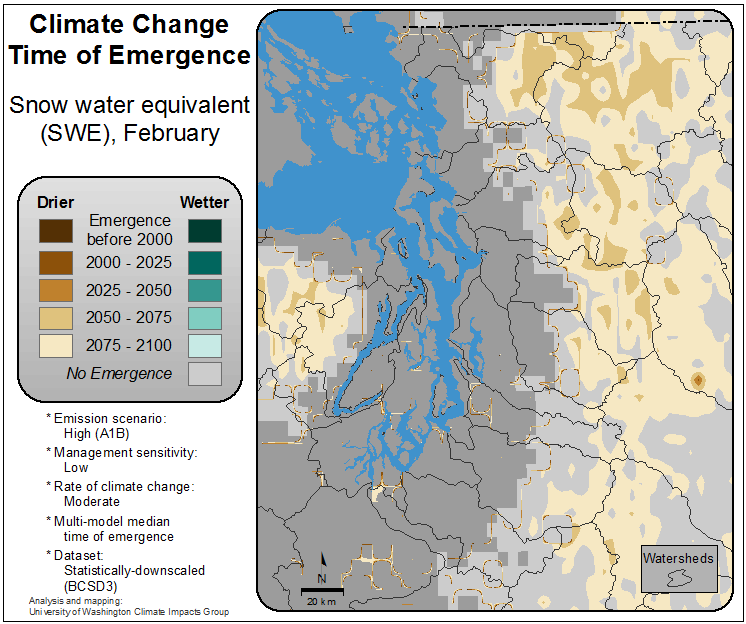 Climate Change
Time of Emergence
Snow water equivalent
(SWE), February
Drier
Wetter
Emergence
before 2000
2000 - 2025
2025 - 2050
2050 - 2075
2075 - 2100
No Emergence
* Emission scenario:
High (A1B)
* Management sensitivity:
Low
* Rate of climate change:
Moderate
* Multi-model median
time of emergence
* Dataset:
Statistically-downscaled
(BCSD3)
Analysis and mapping:
University of Washington Climate Impacts Group
N
20 km
Watersheds